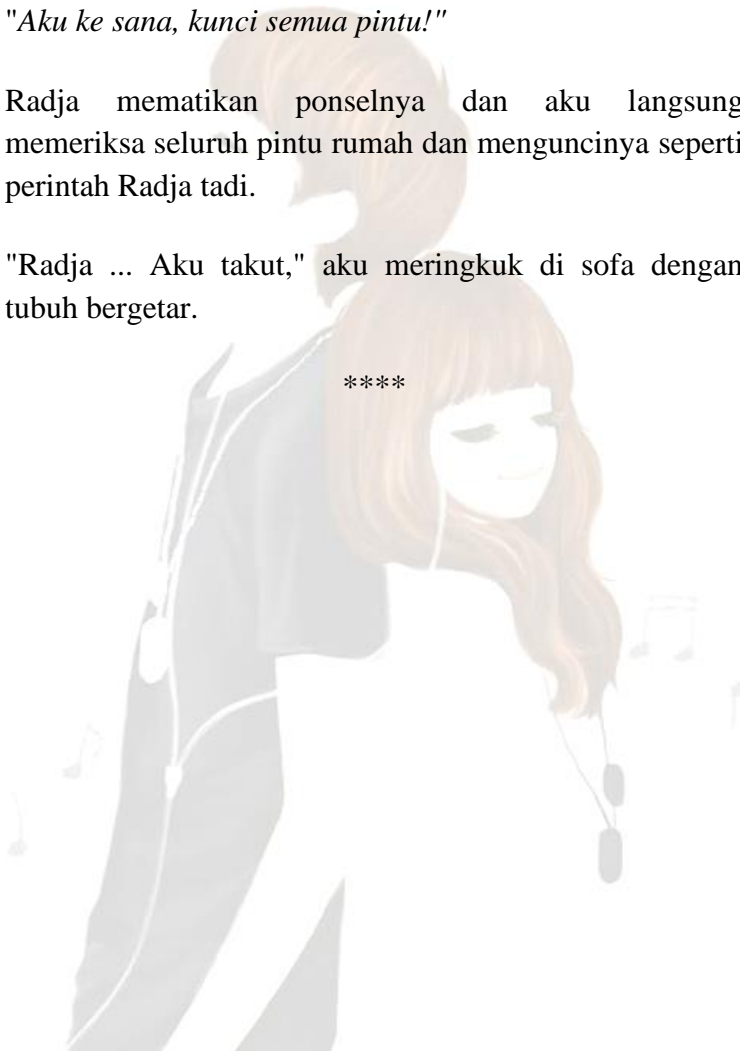 "Aku ke sana, kunci semua pintu!"
Radja mematikan ponselnya dan aku langsung
memeriksa seluruh pintu rumah dan menguncinya seperti
perintah Radja tadi.
"Radja ... Aku takut," aku meringkuk di sofa dengan
tubuh bergetar.
****